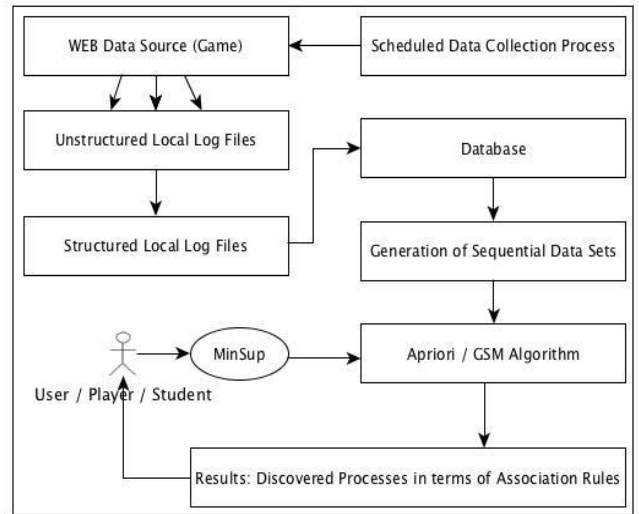 WEB Data Source (Game)
Scheduled Data Collection Process
Unstructured Local Log Files
Database
Structured Local Log Files
Generation of Sequential Data Sets
MinSup
Apriori / GSM Algorithm
User / Player / Student
Results: Discovered Processes in terms of Association Rules